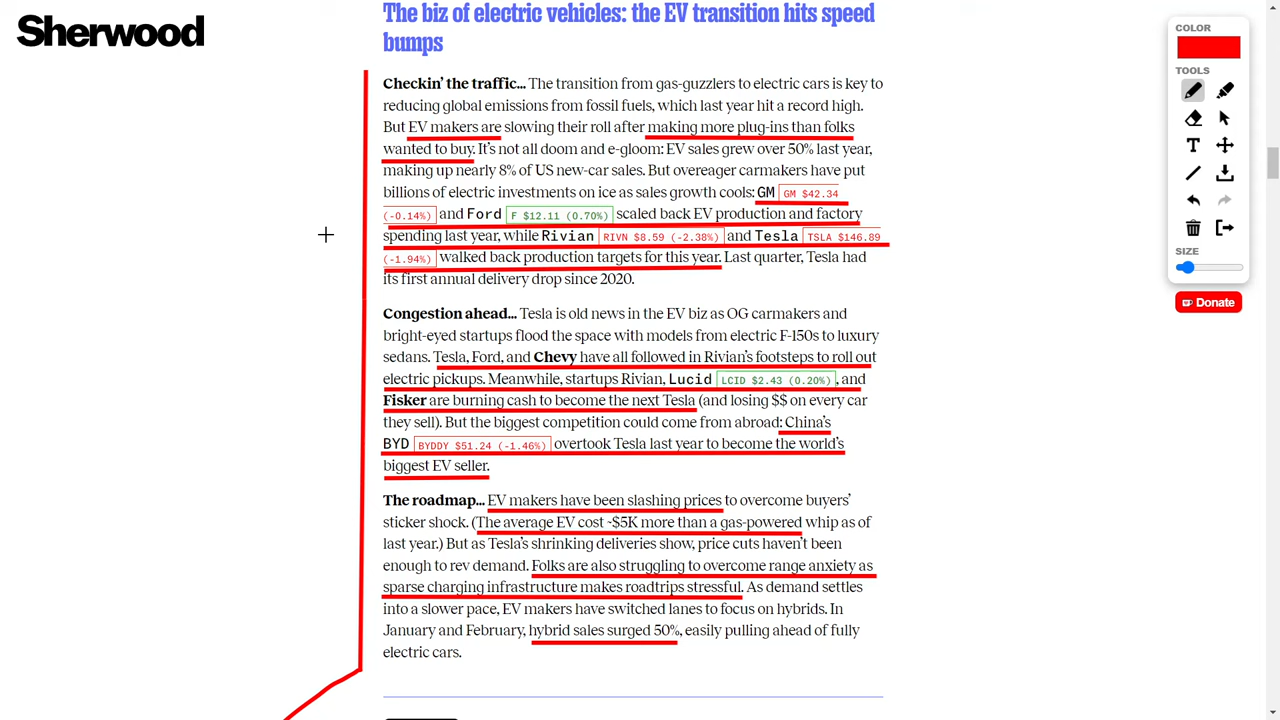 Sherwood
The biz of electric vehicles: the EV transition hits speed
bumps
Checkin' the traffic... The transition from gas-guzzlers to electric cars is key to
reducing global emissions from fossil fuels, which last year hit a record high.
But EV makers are slowing their roll after making more plug-ins than folks
wanted to buy. It's not all doom and e-gloom: EV sales grew over 50% last year,
making up nearly 8% of US new-car sales. But overeager carmakers have put
billions of electric investments on ice as sales growth cools: GM GM $42.34
(-0.14%) and Ford F $12.11 (0.70%) scaled back EV production and factory
spending last year, while Rivian RIVN $8.59 (-2.38%) and Tesla TSLA $146.89
(-1.94%) walked back production targets for this year. Last quarter, Tesla had
its first annual delivery drop since 2020.
Congestion ahead... Tesla is old news in the EV biz as OG carmakers and
bright-eyed startups flood the space with models from electric F-150s to luxury
sedans. Tesla, Ford, and Chevy have all followed in Rivian's footsteps to roll out
electric pickups. Meanwhile, startups Rivian, Lucid LCID $2.43 (0.20%), and
Fisker are burning cash to become the next Tesla (and losing $$ on every car
they sell). But the biggest competition could come from abroad: China's
BYD BYDDY $51.24 (-1.46%) overtook Tesla last year to become the world's
biggest EV seller.
The roadmap... EV makers have been slashing prices to overcome buyers'
sticker shock. (The average EV cost ~$5K more than a gas-powered whip as of
last year.) But as Tesla's shrinking deliveries show, price cuts haven't been
enough to rev demand. Folks are also struggling to overcome range anxiety as
sparse charging infrastructure makes roadtrips stressful. As demand settles
into a slower pace, EV makers have switched lanes to focus on hybrids. In
January and February, hybrid sales surged 50%, easily pulling ahead of fully
electric cars.
COLOR
TOOLS
T
SIZE
Donate